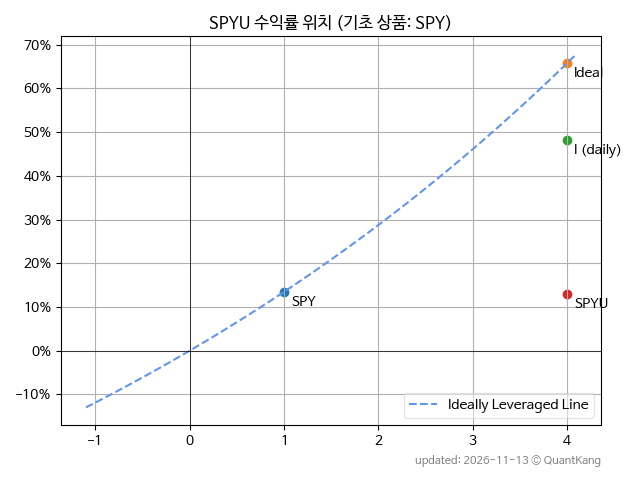 SPYU 수익률 위치 (기초 상품: SPY)
70%
60%
50%
40%
30%
20%
10%
0%
−10%
Ideal
I (daily)
SPY
SPYU
Ideally Leveraged Line
−1
0
1
2
3
4
updated: 2026-11-13 © QuantKang